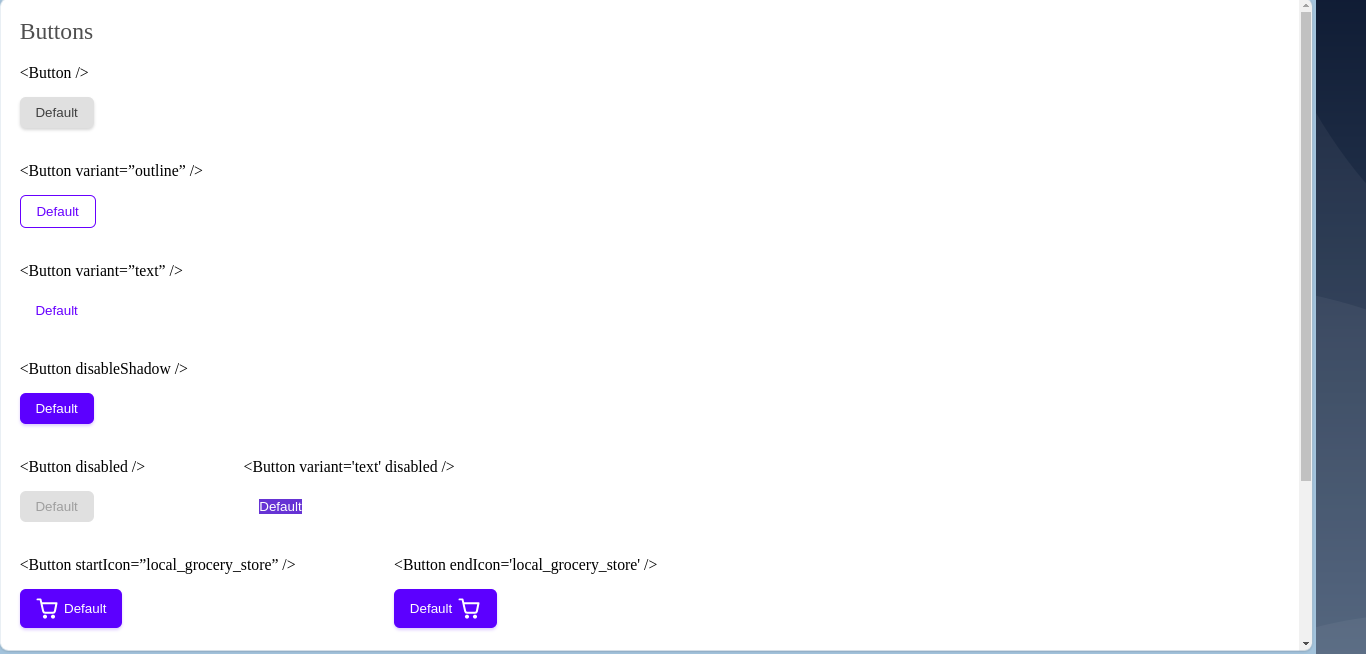 Buttons
<Button />
Default
<Button variant=”outline” />
Default
<Button variant=”text” />
Default
<Button disableShadow />
Default
<Button disabled />
<Button variant='text' disabled />
Default
Default
<Button startIcon=”local_grocery_store” />
<Button endIcon='local_grocery_store' />
Default
Default